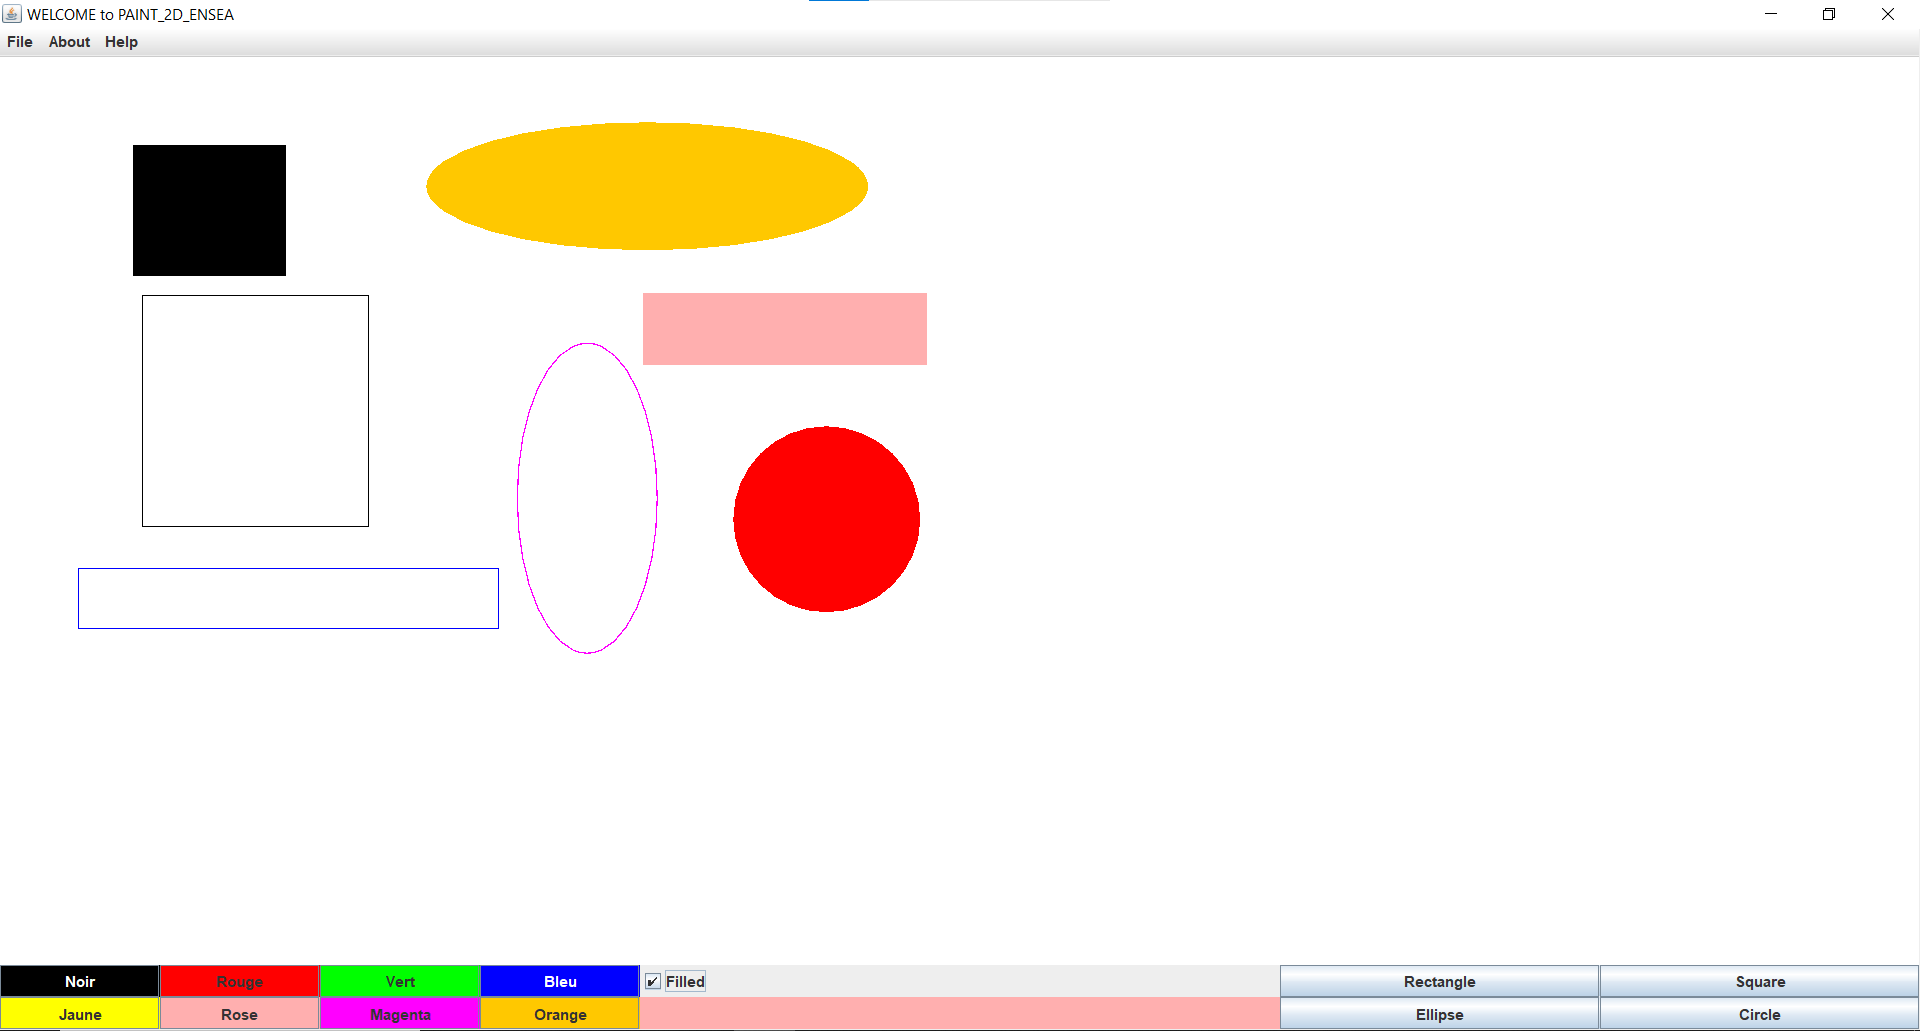 WELCOME to PAINT_2D_ENSEA
File About Help
Noir Rouge Vert Bleu Filled Rectangle Square
Jaune Rose Magenta Orange Ellipse Circle